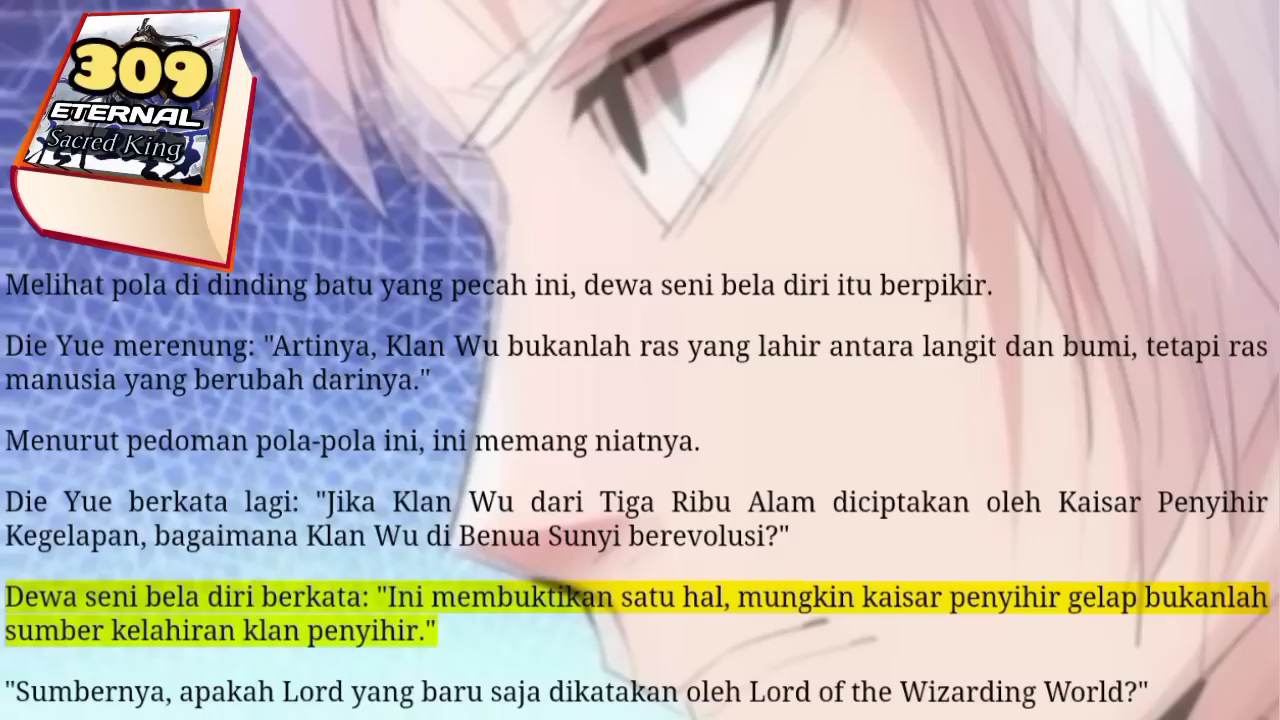 309
ETERNAL
Sacred King
Melihat pola di dinding batu yang pecah ini, dewa seni bela diri itu berpikir.
Die Yue merenung: "Artinya, Klan Wu bukanlah ras yang lahir antara langit dan bumi, tetapi ras
manusia yang berubah darinya."
Menurut pedoman pola-pola ini, ini memang niatnya.
Die Yue berkata lagi: "Jika Klan Wu dari Tiga Ribu Alam diciptakan oleh Kaisar Penyihir
Kegelapan, bagaimana Klan Wu di Benua Sunyi berevolusi?"
Dewa seni bela diri berkata: "Ini membuktikan satu hal, mungkin kaisar penyihir gelap bukanlah
sumber kelahiran klan penyihir."
"Sumbernya, apakah Lord yang baru saja dikatakan oleh Lord of the Wizarding World?"